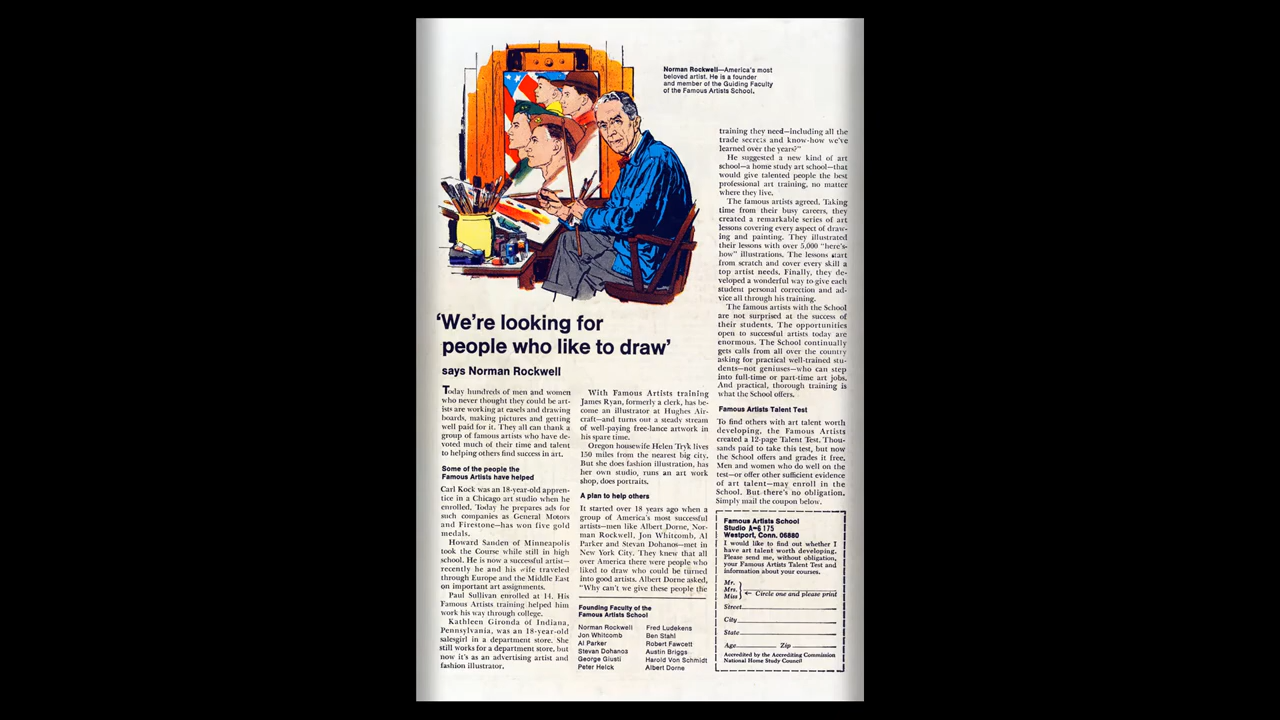 Norman Rockwell—America's most
beloved artist. He is a founder
and member of the Guiding Faculty
of the Famous Artists School.
'We're looking for
people who like to draw'
says Norman Rockwell
Today hundreds of men and women
who never thought they could be art-
ists are working at easels and drawing
boards, making pictures and getting
well paid for it. They all can thank a
group of famous artists who have de-
voted much of their time and talent
to helping others find success in art.
Some of the people the
Famous Artists have helped
Carl Kock was an 18-year-old appren-
tice in a Chicago art studio when he
enrolled. Today he prepares ads for
such companies as General Motors
and Firestone—has won five gold
medals.
Howard Sanden of Minneapolis
took the Course while still in high
school. He is now a successful artist—
recently he and his wife traveled
through Europe and the Middle East
on important art assignments.
Paul Sullivan enrolled at 14. His
Famous Artists training helped him
work his way through college.
Kathleen Gironda of Indiana,
Pennsylvania, was an 18-year-old
salesgirl in a department store. She
still works for a department store, but
now it's as an advertising artist and
fashion illustrator.
With Famous Artists training
James Ryan, formerly a clerk, has be-
come an illustrator at Hughes Air-
craft—and turns out a steady stream
of well-paying free-lance artwork in
his spare time.
Oregon housewife Helen Tryk lives
150 miles from the nearest big city.
But she does fashion illustration, has
her own studio, runs an art work
shop, does portraits.
A plan to help others
It started over 18 years ago when a
group of America's most successful
artists—men like Albert Dorne, Nor-
man Rockwell, Jon Whitcomb, Al
Parker and Stevan Dohanos—met in
New York City. They knew that all
over America there were people who
liked to draw who could be turned
into good artists. Albert Dorne asked,
"Why can't we give these people the
Founding Faculty of the
Famous Artists School
Norman Rockwell
Jon Whitcomb
Al Parker
Stevan Dohanos
George Giusti
Peter Helck
Fred Ludekens
Ben Stahl
Robert Fawcett
Austin Briggs
Harold Von Schmidt
Albert Dorne
training they need—including all the
trade secrets and know-how we've
learned over the years?"
He suggested a new kind of art
school—a home study art school—that
would give talented people the best
professional art training, no matter
where they live.
The famous artists agreed. Taking
time from their busy careers, they
created a remarkable series of art
lessons covering every aspect of draw-
ing and painting. They illustrated
their lessons with over 5,000 "here's-
how" illustrations. The lessons start
from scratch and cover every skill a
top artist needs. Finally, they de-
veloped a wonderful way to give each
student personal correction and ad-
vice all through his training.
The famous artists with the School
are not surprised at the success of
their students. The opportunities
open to successful artists today are
enormous. The School continually
gets calls from all over the country
asking for practical well-trained stu-
dents—not geniuses—who can step
into full-time or part-time art jobs.
And practical, thorough training is
what the School offers.
Famous Artists Talent Test
To find others with art talent worth
developing, the Famous Artists
created a 12-page Talent Test. Thou-
sands paid to take this test, but now
the School offers and grades it free.
Men and women who do well on the
test—or offer other sufficient evidence
of art talent—may enroll in the
School. But there's no obligation.
Simply mail the coupon below.
Famous Artists School
Studio A-6175
Westport, Conn. 06880
I would like to find out whether I
have art talent worth developing.
Please send me, without obligation,
your Famous Artists Talent Test and
information about your courses.
Mr.
Mrs.
Miss
← Circle one and please print
Street
City
State
Age Zip
Accredited by the Accrediting Commission
National Home Study Council